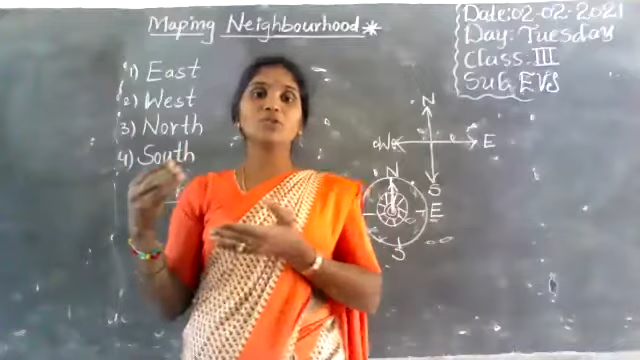 Maping Neighbourhood*
Date:02-02-2021
Day: Tuesday
Class: III
Sub: EVS
1) East
2) West
3) North
4) South
N
W
E
S
N
E
S